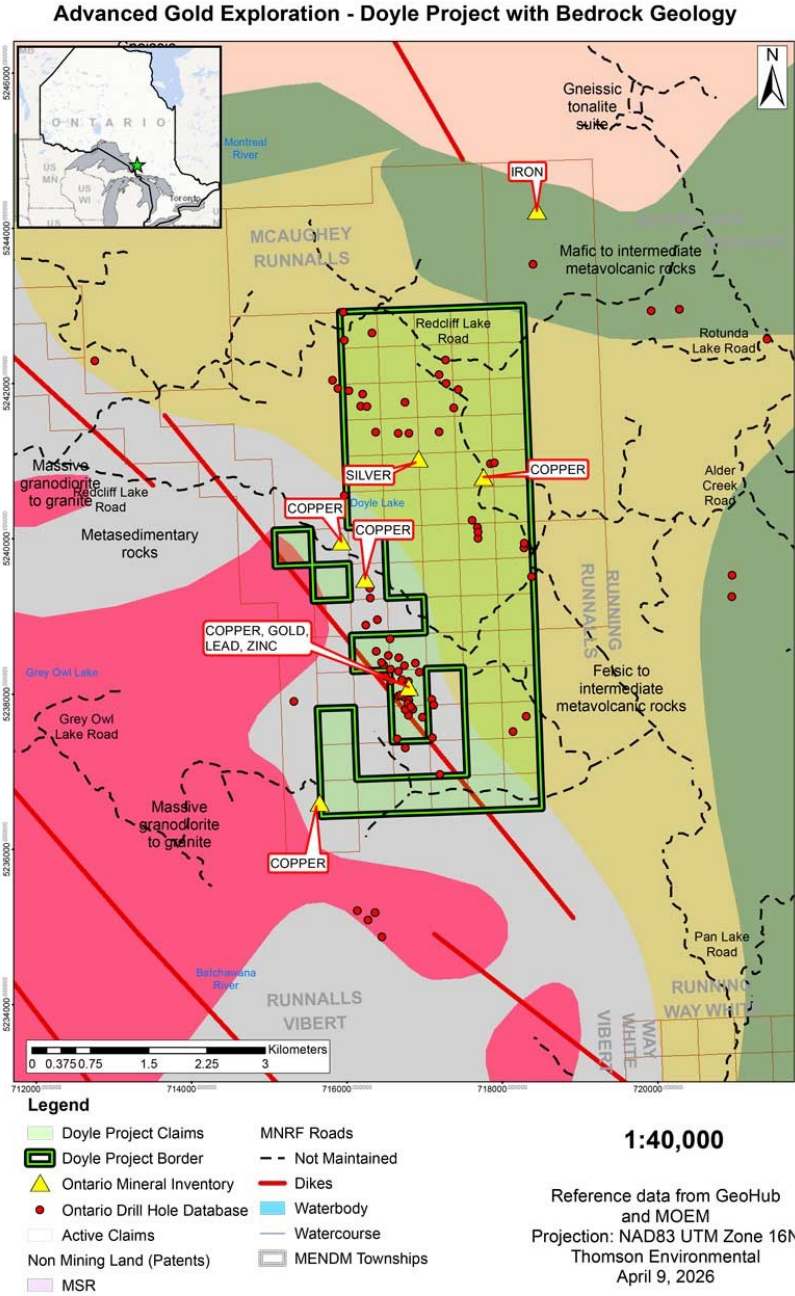 Advanced Gold Exploration - Doyle Project with Bedrock Geology
ONTARIO
US
MN
US
WI
US
Toronto
Montreal
River
Gneissic
tonalite
suite
N
IRON
MCAUGHEY
RUNNALLS
Mafic to intermediate
metavolcanic rocks
Redcliff Lake
Road
Rotunda
Lake Road
SILVER
COPPER
Massive
granodiorite
to granite
Redcliff Lake
Road
Doyle Lake
Alder
Creek
Road
COPPER
COPPER
Metasedimentary
rocks
RUNNING
RUNNALLS
COPPER, GOLD,
LEAD, ZINC
Grey Owl Lake
Felsic to
intermediate
metavolcanic rocks
Grey Owl
Lake Road
Massive
granodiorite
to granite
COPPER
Pan Lake
Road
Batchawana
River
RUNNALLS
VIBERT
RUNNING
WAY WHIT
WAY
WHITE
VIBERT
5246000
5244000
5242000
5240000
5238000
5236000
5234000
Kilometers
0 0.375 0.75 1.5 2.25 3
712000 714000 716000 718000 720000
Legend
Doyle Project Claims
Doyle Project Border
Ontario Mineral Inventory
Ontario Drill Hole Database
Active Claims
Non Mining Land (Patents)
MSR
MNRF Roads
Not Maintained
Dikes
Waterbody
Watercourse
MENDM Townships
1:40,000
Reference data from GeoHub
and MOEM
Projection: NAD83 UTM Zone 16N
Thomson Environmental
April 9, 2026